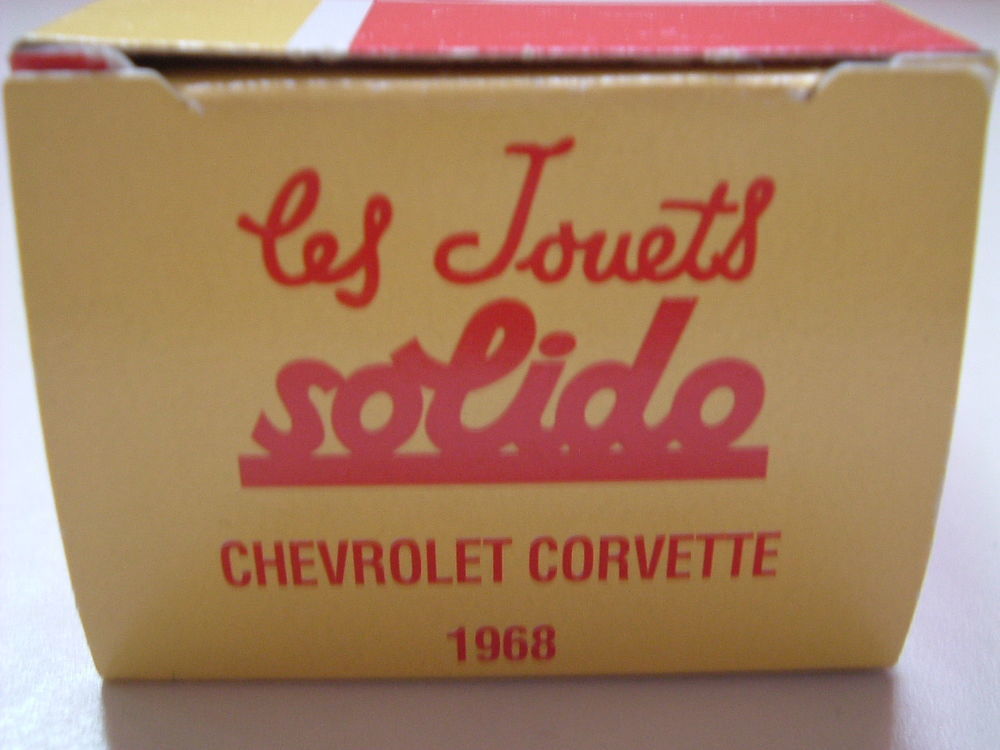 les Jouets
solido
CHEVROLET CORVETTE
1968